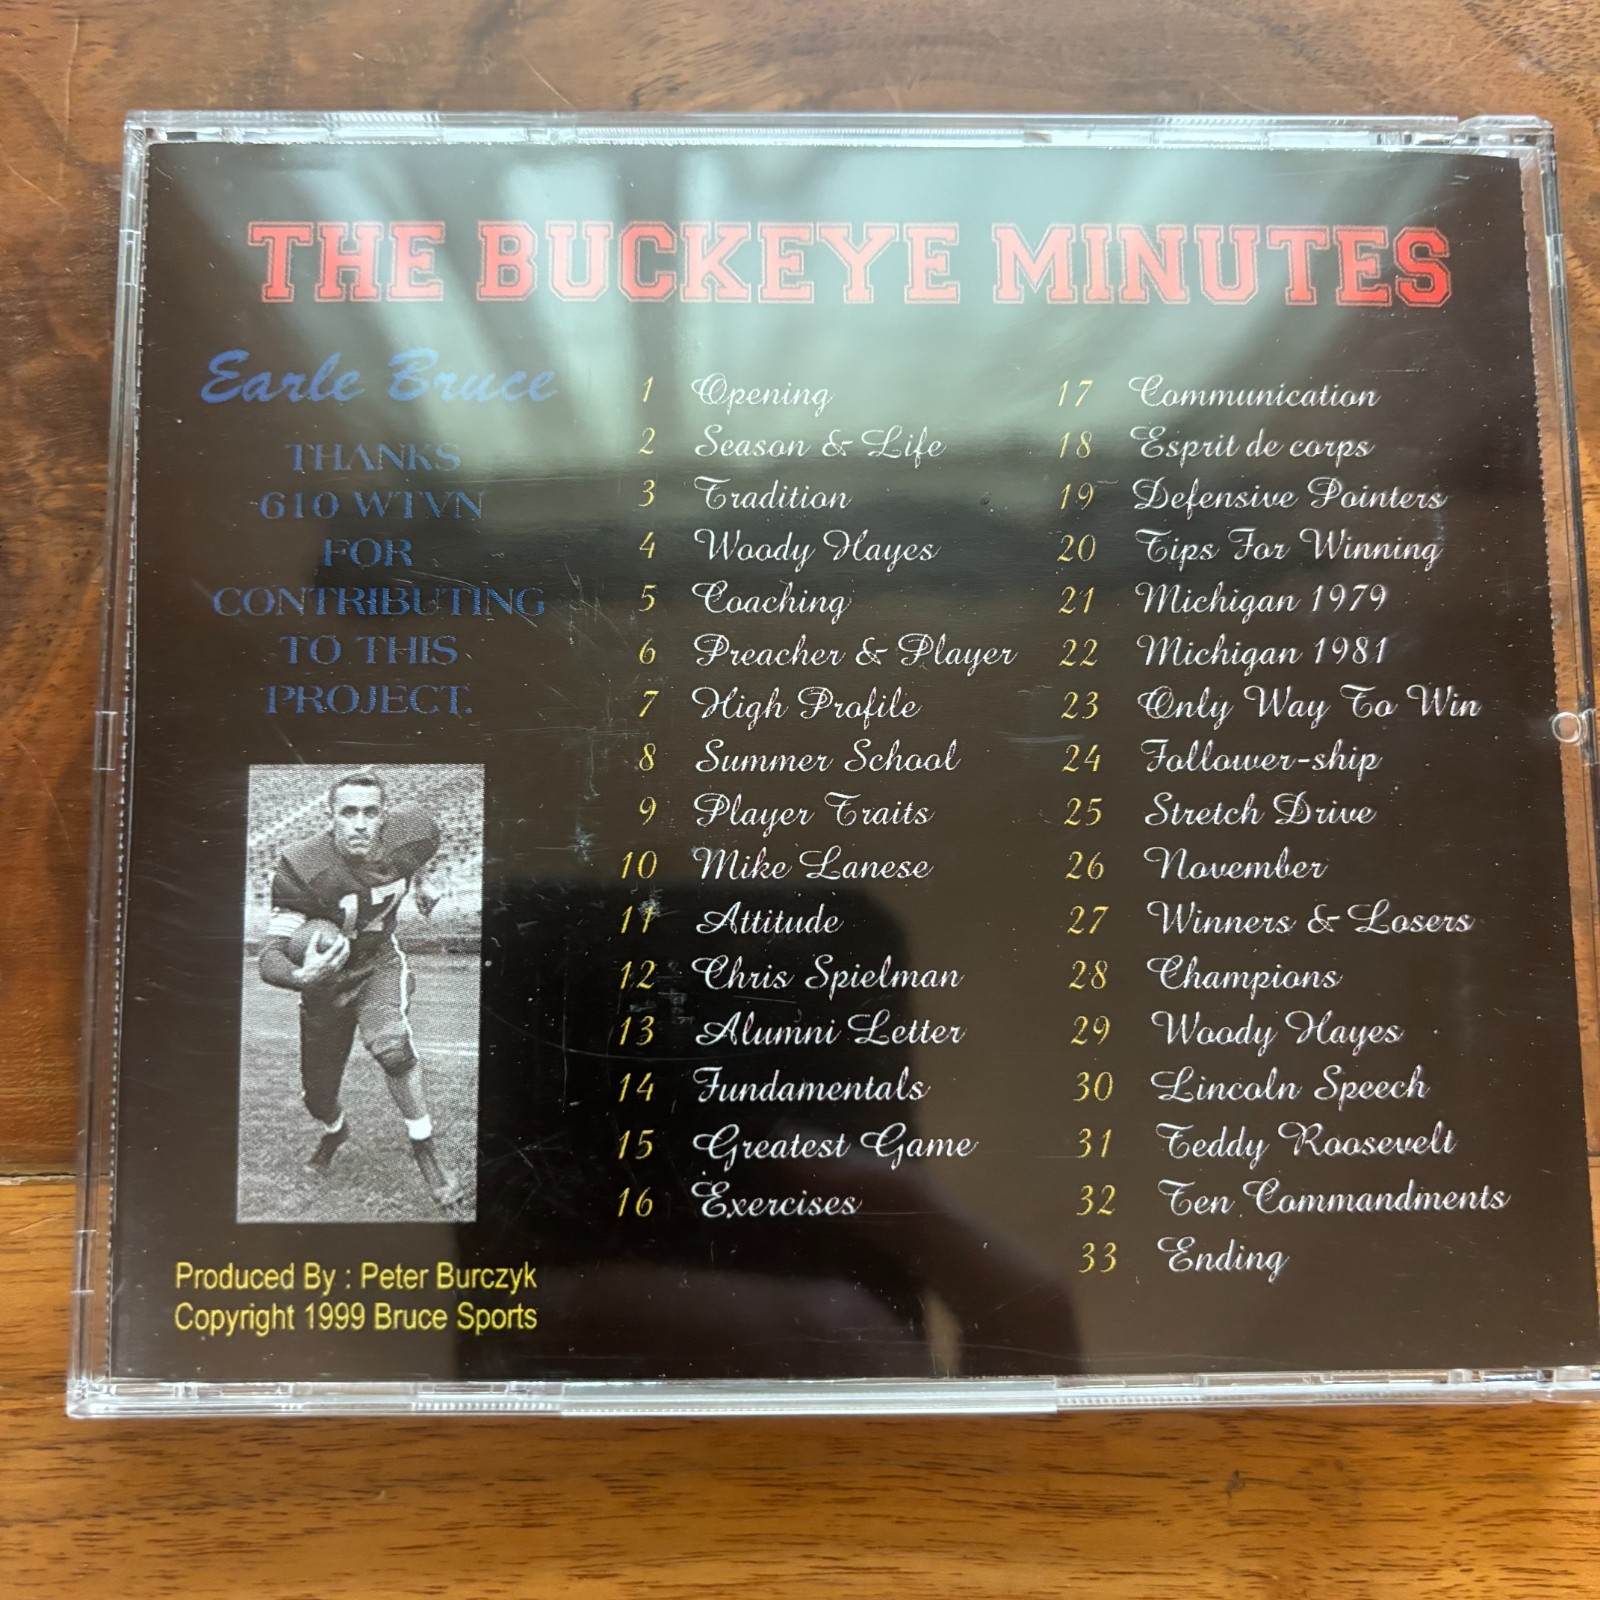 THE BUCKEYE MINUTES
Earle Bruce
THANKS
610 WTVN
FOR
CONTRIBUTING
TO THIS
PROJECT.
17
Produced By : Peter Burczyk
Copyright 1999 Bruce Sports
1 Opening
2 Season & Life
3 Tradition
4 Woody Hayes
5 Coaching
6 Preacher & Player
7 High Profile
8 Summer School
9 Player Traits
10 Mike Lanese
11 Attitude
12 Chris Spielman
13 Alumni Letter
14 Fundamentals
15 Greatest Game
16 Exercises
17 Communication
18 Esprit de corps
19 Defensive Pointers
20 Tips For Winning
21 Michigan 1979
22 Michigan 1981
23 Only Way To Win
24 Follower-ship
25 Stretch Drive
26 November
27 Winners & Losers
28 Champions
29 Woody Hayes
30 Lincoln Speech
31 Teddy Roosevelt
32 Ten Commandments
33 Ending